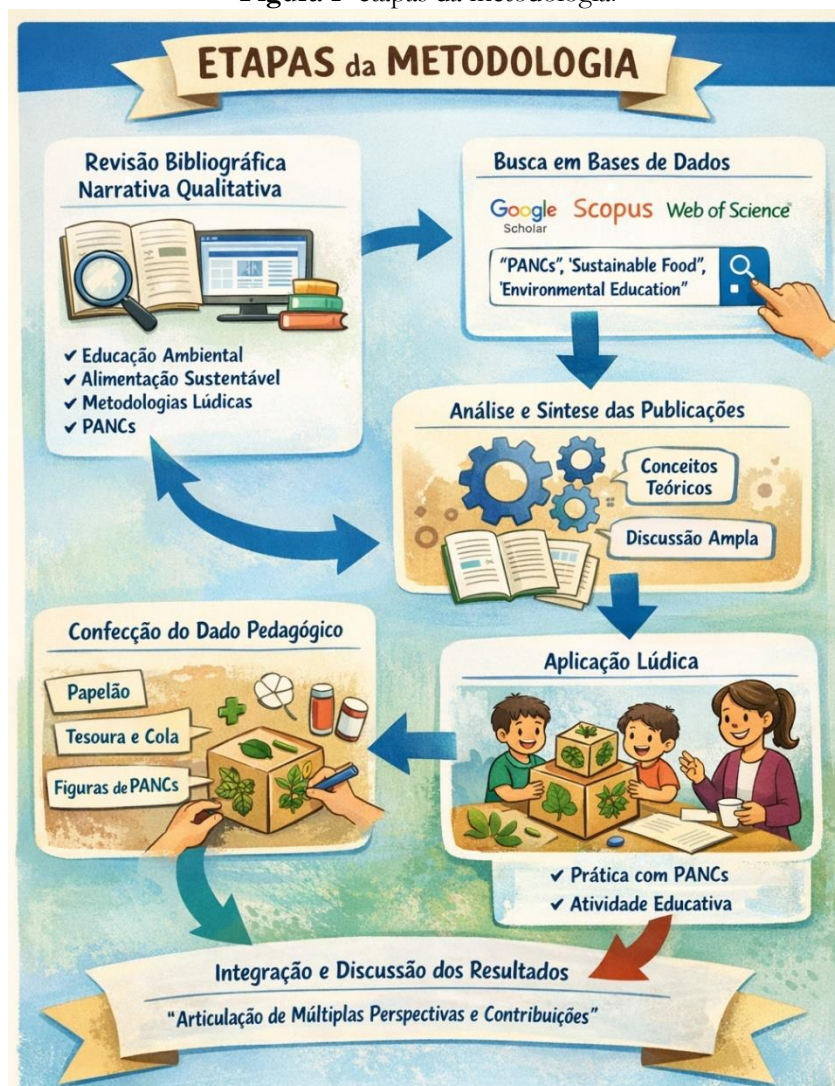 Figura 1- etapas da metodologia.
ETAPAS da METODOLOGIA
Revisão Bibliográfica
Narrativa Qualitativa
✔ Educação Ambiental
✔ Alimentação Sustentável
✔ Metodologias Lúdicas
✔ PANCs
Busca em Bases de Dados
Google
Scholar
Scopus
Web of Science
"PANCs", 'Sustainable Food",
'Environmental Education"
Análise e Síntese das Publicações
Conceitos
Teóricos
Discussão Ampla
Confecção do Dado Pedagógico
Papelão
Tesoura e Cola
Figuras de PANCs
Aplicação Lúdica
✔ Prática com PANCs
✔ Atividade Educativa
Integração e Discussão dos Resultados
"Articulação de Múltiplas Perspectivas e Contribuições"